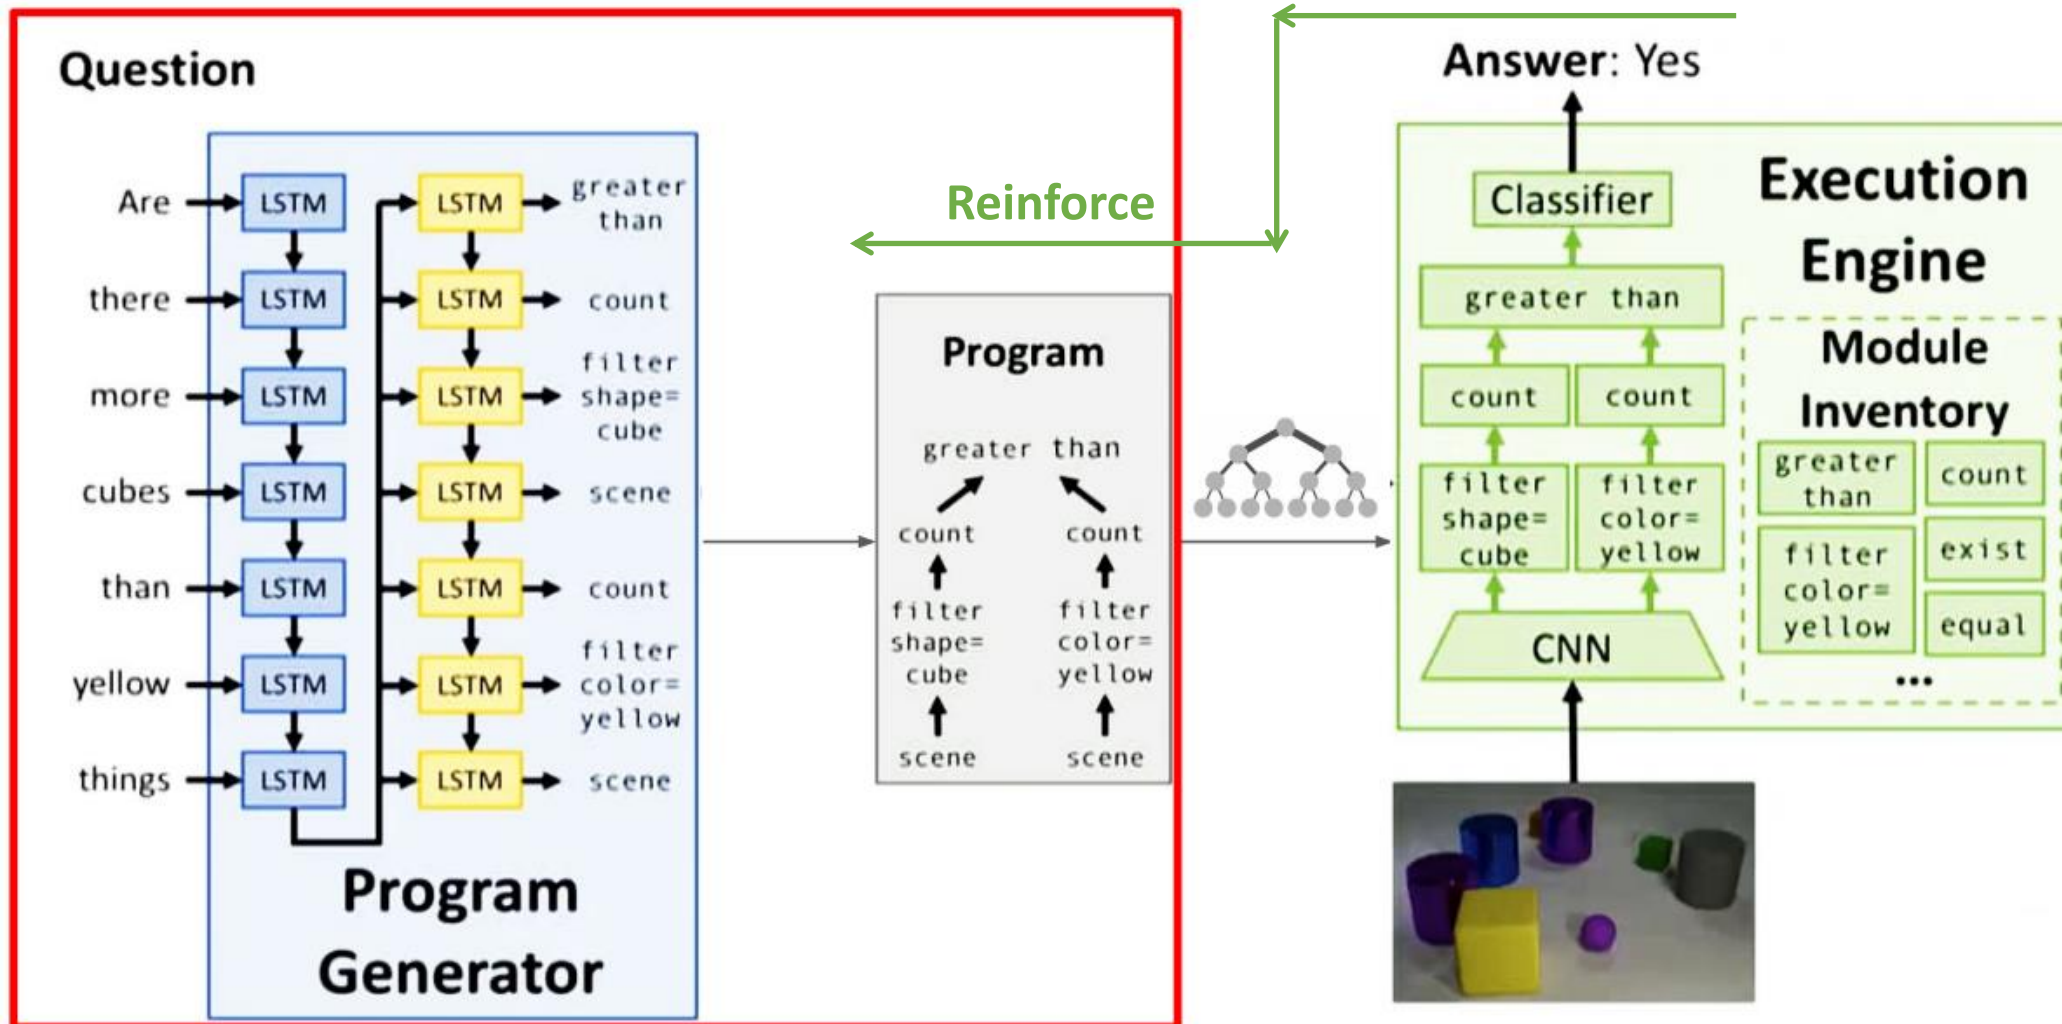 Question
Are
there
more
cubes
than
yellow
things
LSTM
LSTM
LSTM
LSTM
LSTM
LSTM
LSTM
LSTM
LSTM
LSTM
LSTM
LSTM
LSTM
LSTM
greater
than
count
filter
shape=
cube
scene
count
filter
color=
yellow
scene
Program
Generator
Reinforce
Program
greater than
count count
filter filter
shape= color=
cube yellow
scene scene
Answer: Yes
Execution
Engine
Classifier
greater than
count count
filter
shape=
cube
filter
color=
yellow
CNN
Module
Inventory
greater
than
count
filter
color=
yellow
exist
equal
...